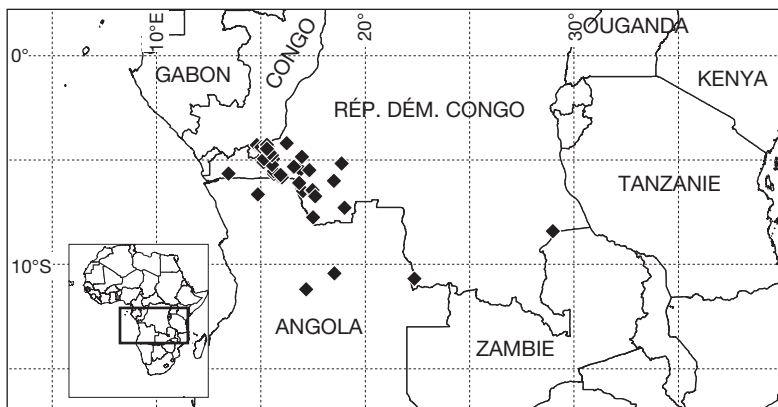 10°E
20°
30°
OUGANDA
0°
GABON
CONGO
KENYA
RÉP. DÉM. CONGO
TANZANIE
10°S
ANGOLA
ZAMBIE